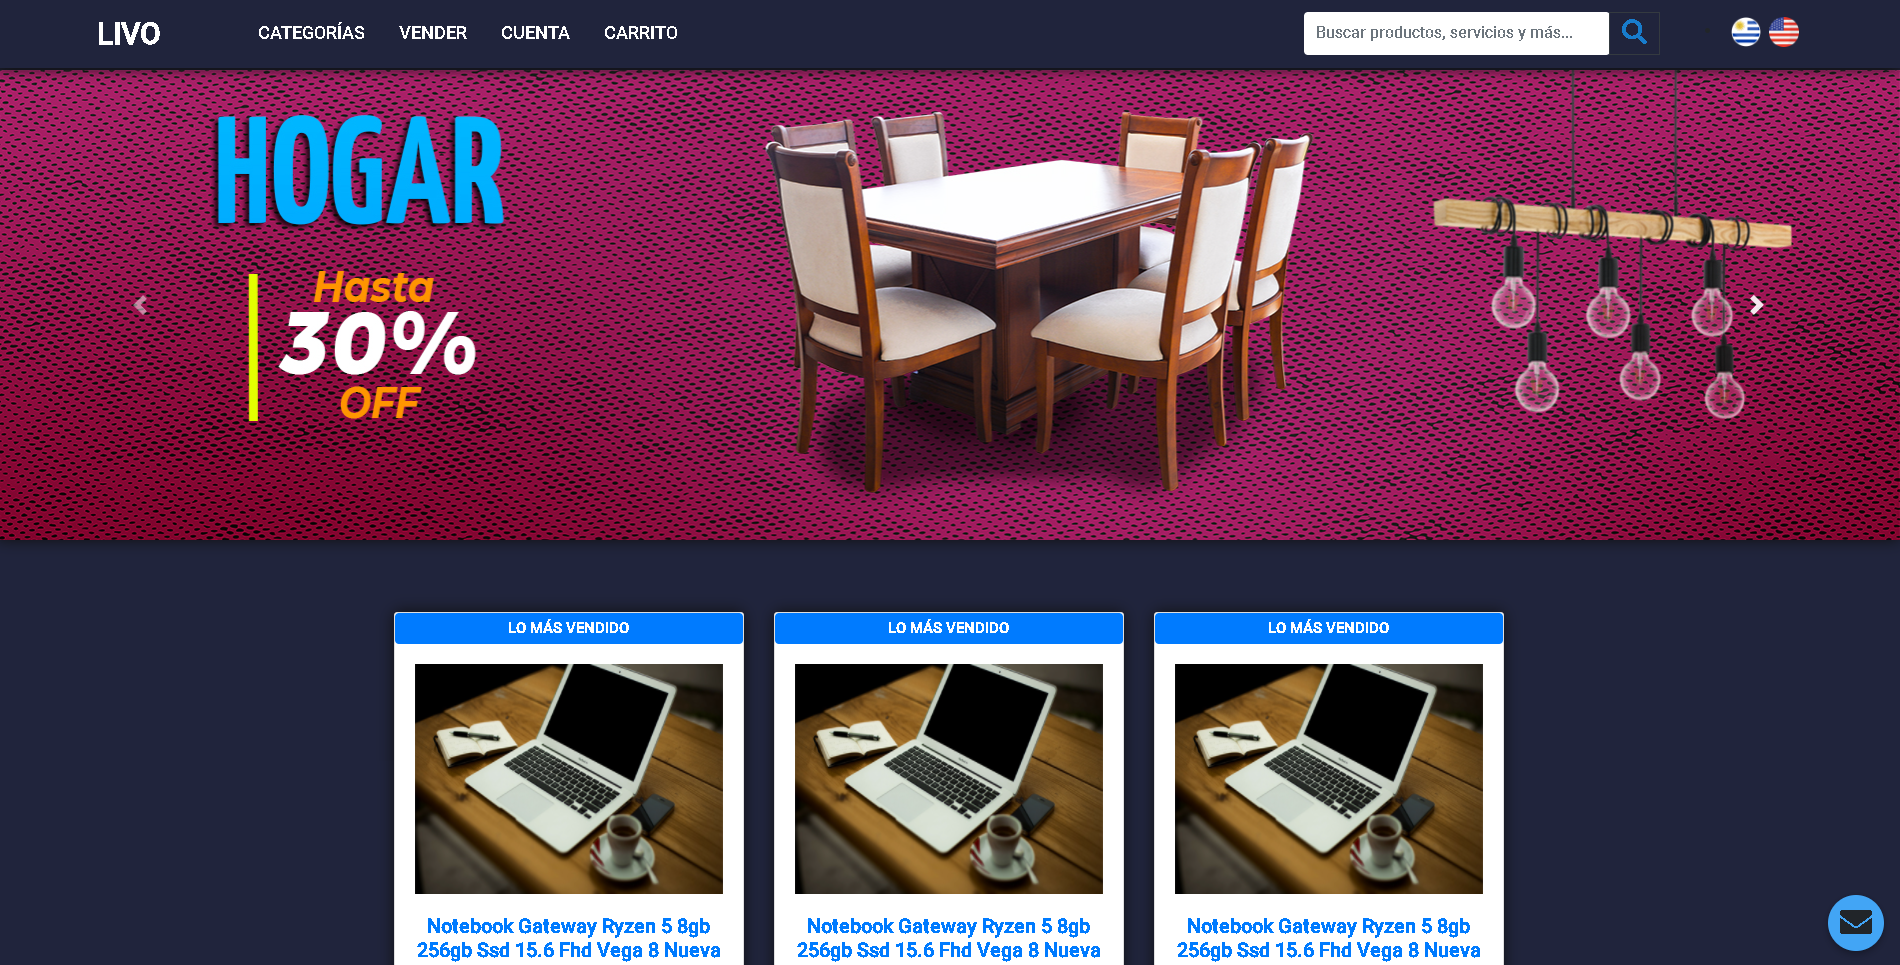 LIVO
CATEGORÍAS
VENDER
CUENTA
CARRITO
Buscar productos, servicios y más...
HOGAR
Hasta
30%
OFF
LO MÁS VENDIDO
Notebook Gateway Ryzen 5 8gb
256gb Ssd 15.6 Fhd Vega 8 Nueva
LO MÁS VENDIDO
Notebook Gateway Ryzen 5 8gb
256gb Ssd 15.6 Fhd Vega 8 Nueva
LO MÁS VENDIDO
Notebook Gateway Ryzen 5 8gb
256gb Ssd 15.6 Fhd Vega 8 Nueva